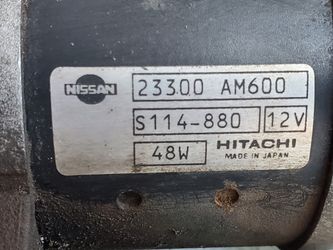 NISSAN 23300 AM600
S114-880 12V
48W HITACHI
MADE IN JAPAN